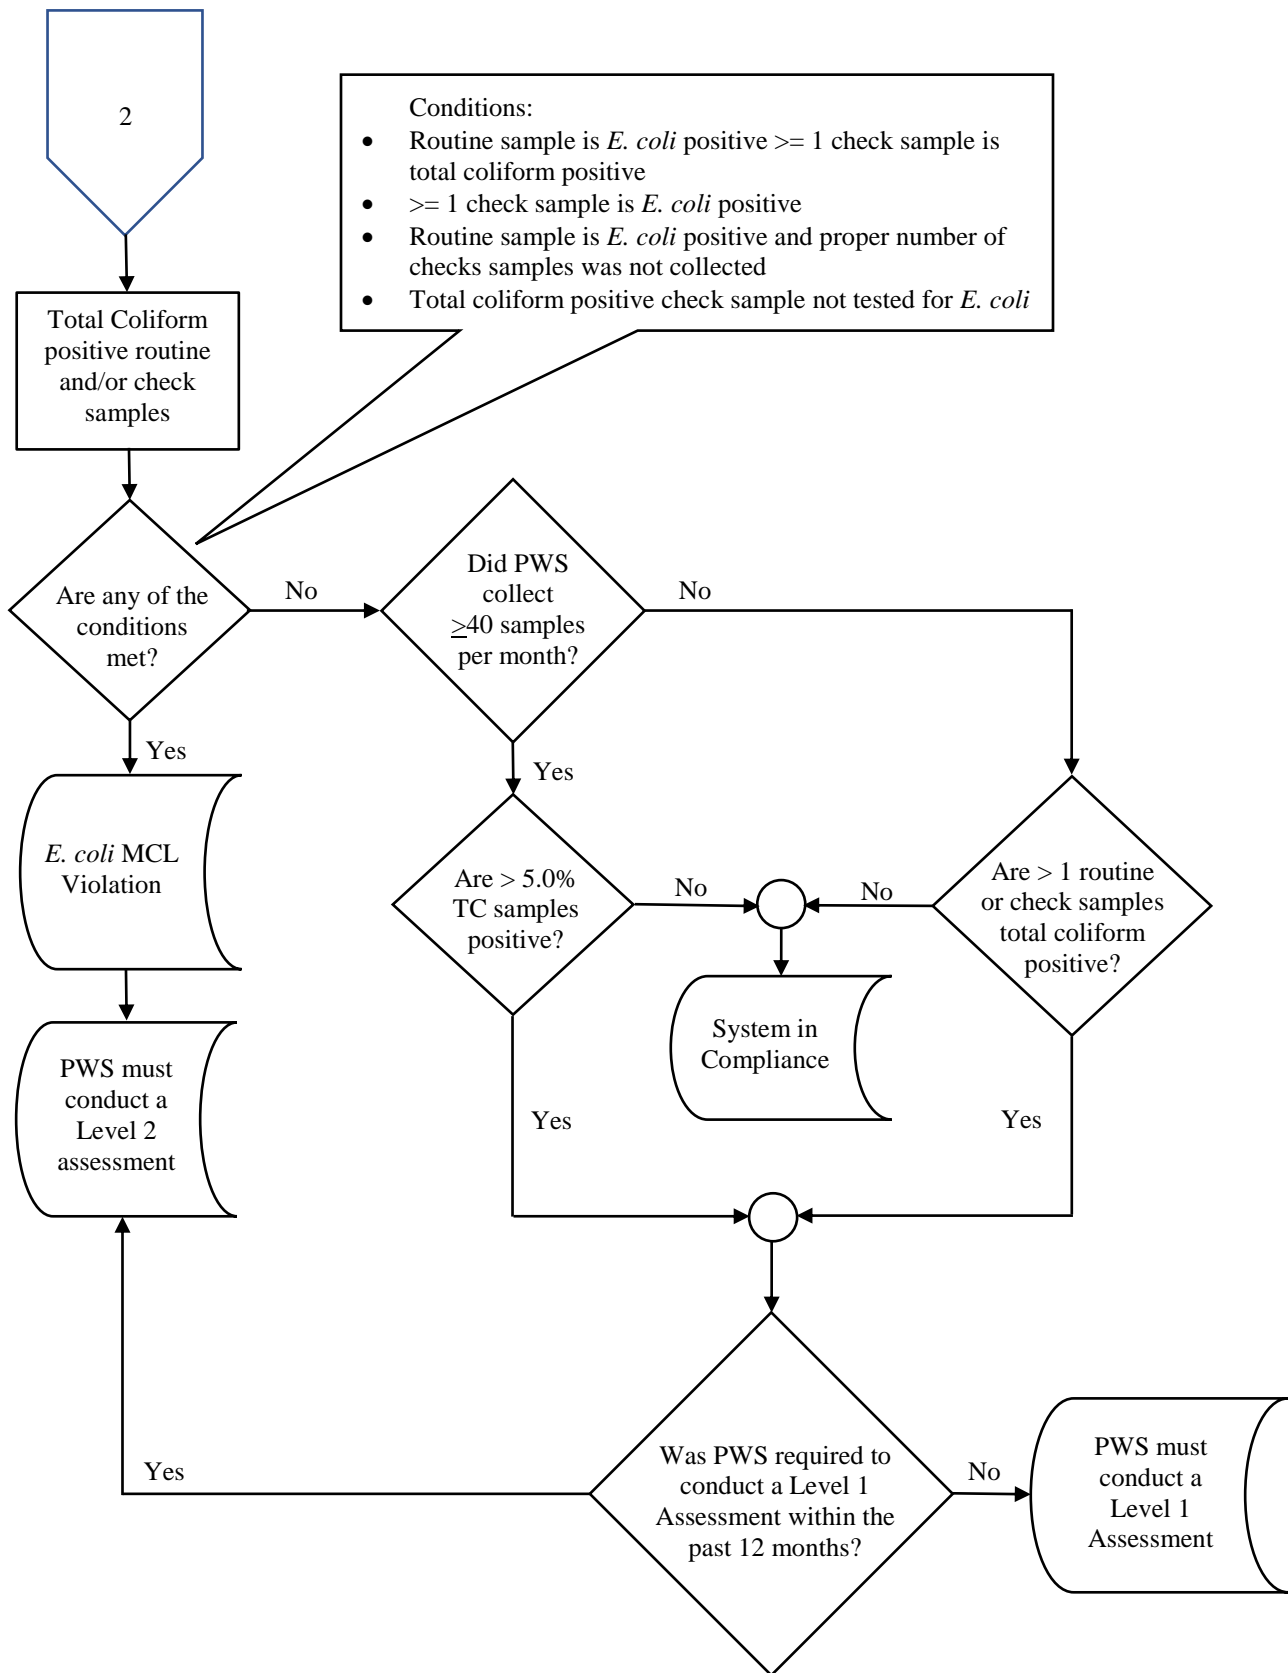 2
Conditions:
• Routine sample is E. coli positive >= 1 check sample is
total coliform positive
• >= 1 check sample is E. coli positive
• Routine sample is E. coli positive and proper number of
checks samples was not collected
• Total coliform positive check sample not tested for E. coli
Total Coliform
positive routine
and/or check
samples
Are any of the
conditions
met?
No
Did PWS
collect
≥40 samples
per month?
No
Yes
Yes
E. coli MCL
Violation
Are > 5.0%
TC samples
positive?
No
No
Are > 1 routine
or check samples
total coliform
positive?
System in
Compliance
PWS must
conduct a
Level 2
assessment
Yes
Yes
Yes
Was PWS required to
conduct a Level 1
Assessment within the
past 12 months?
No
PWS must
conduct a
Level 1
Assessment